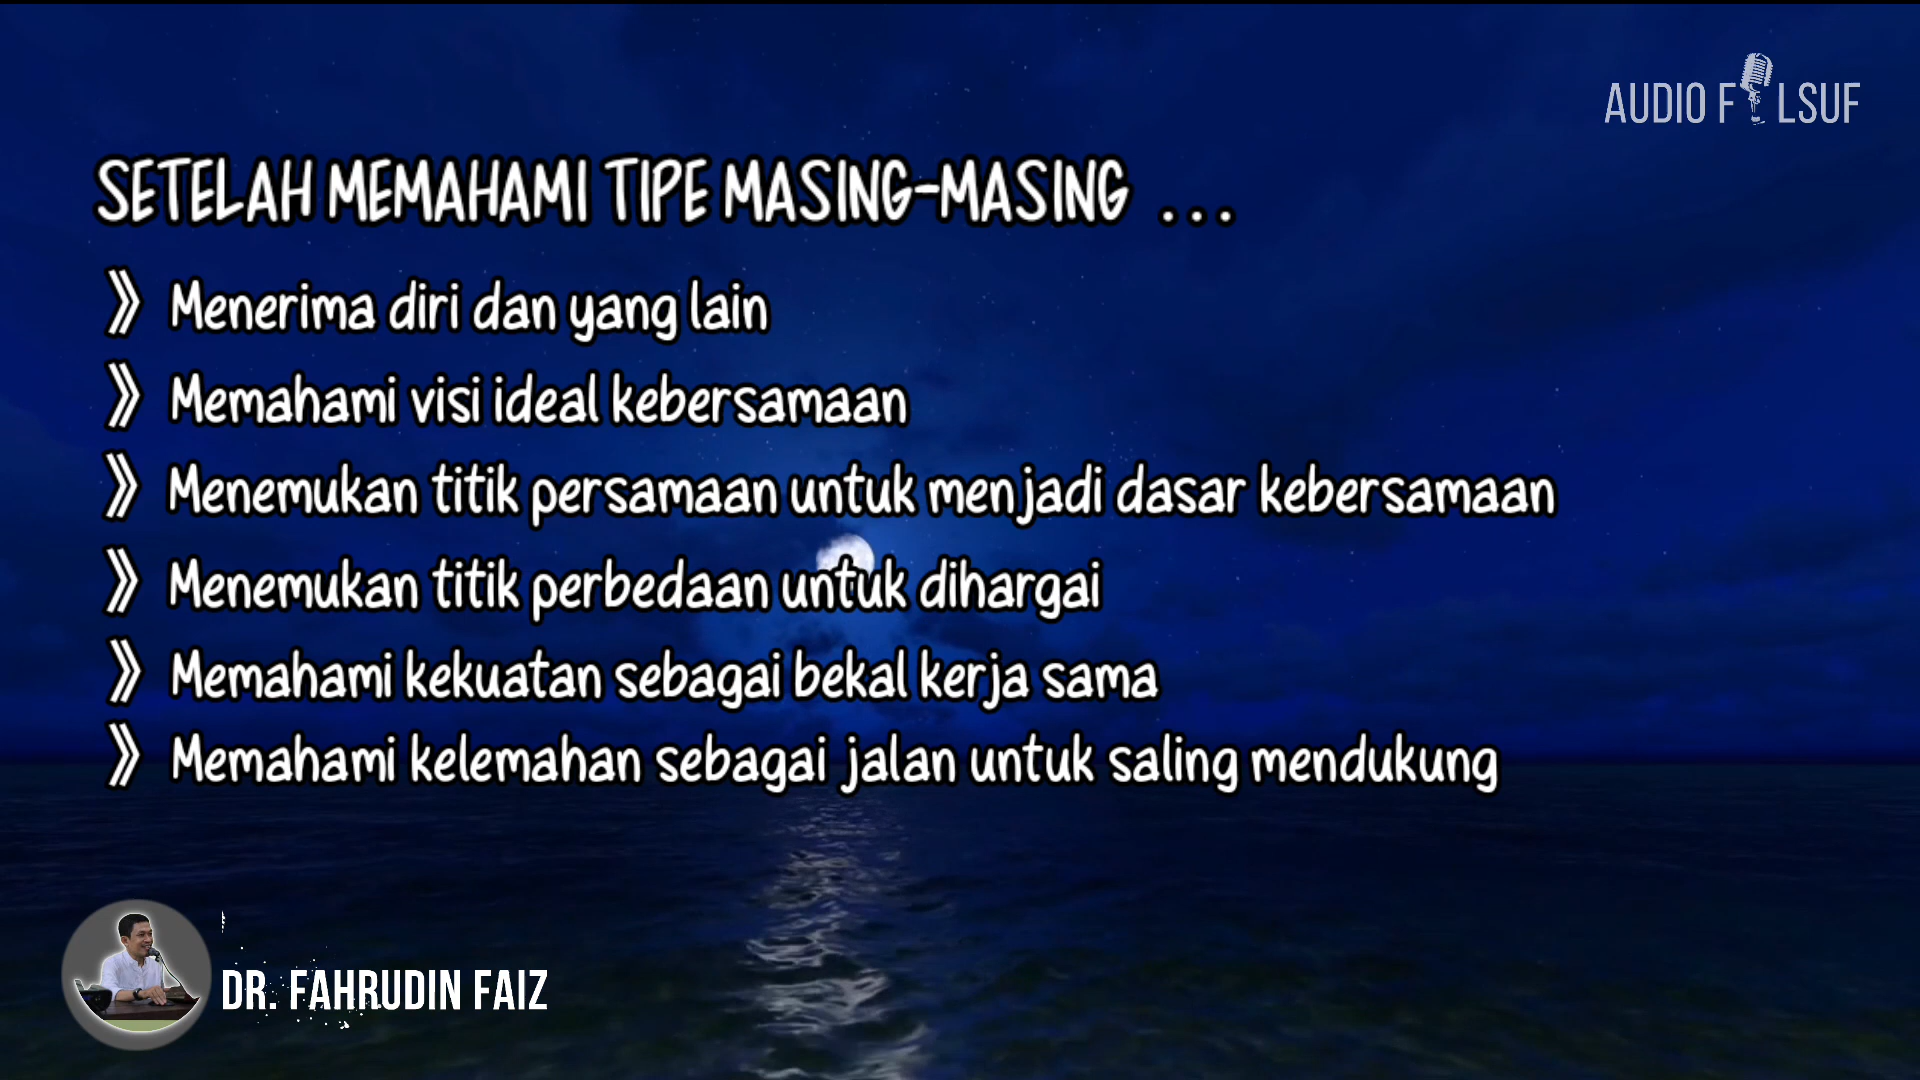 AUDIO FILSUF
SETELAH MEMAHAMI TIPE MASING-MASING ...
》 Menerima diri dan yang lain
》 Memahami visi ideal kebersamaan
》 Menemukan titik persamaan untuk menjadi dasar kebersamaan
》 Menemukan titik perbedaan untuk dihargai
》 Memahami kekuatan sebagai bekal kerja sama
》 Memahami kelemahan sebagai jalan untuk saling mendukung
DR. FAHRUDIN FAIZ